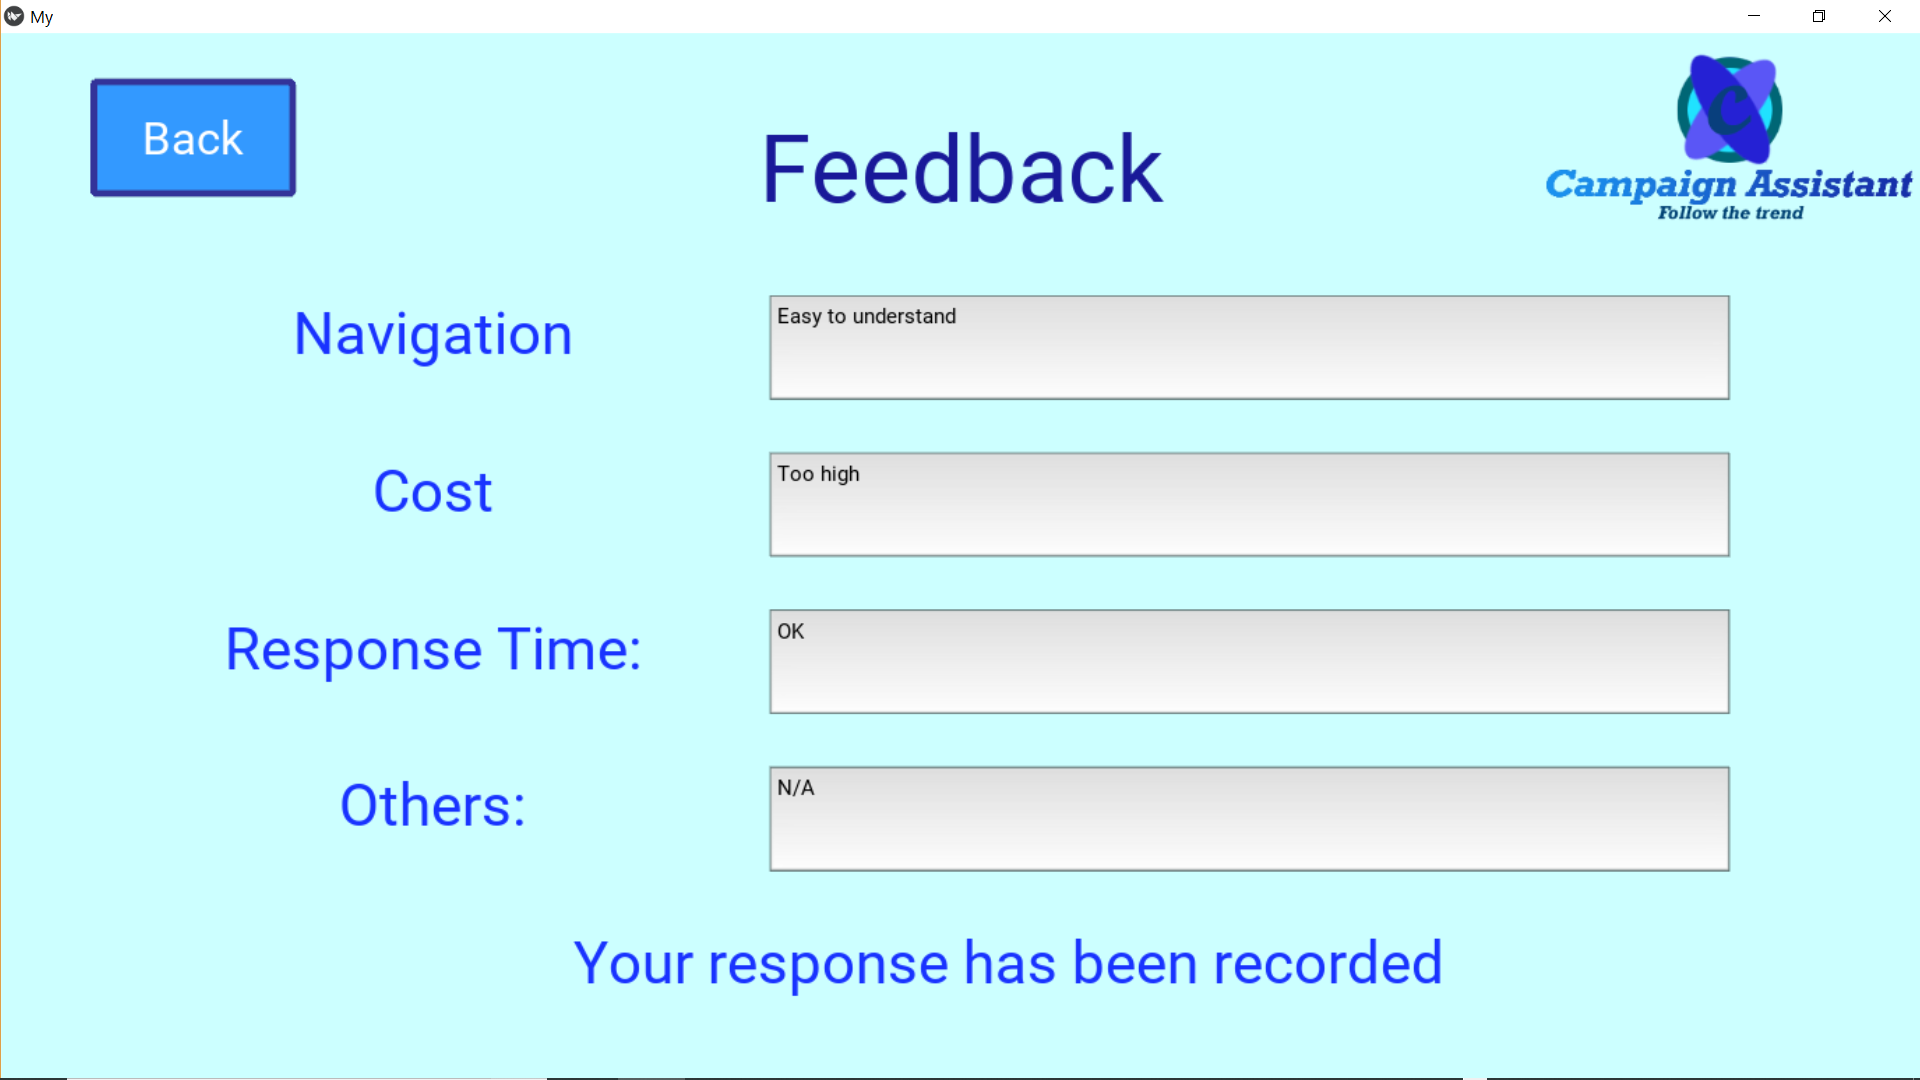 My
Back
Feedback
C
Campaign Assistant
Follow the trend
Navigation
Easy to understand
Cost
Too high
Response Time:
OK
Others:
N/A
Your response has been recorded